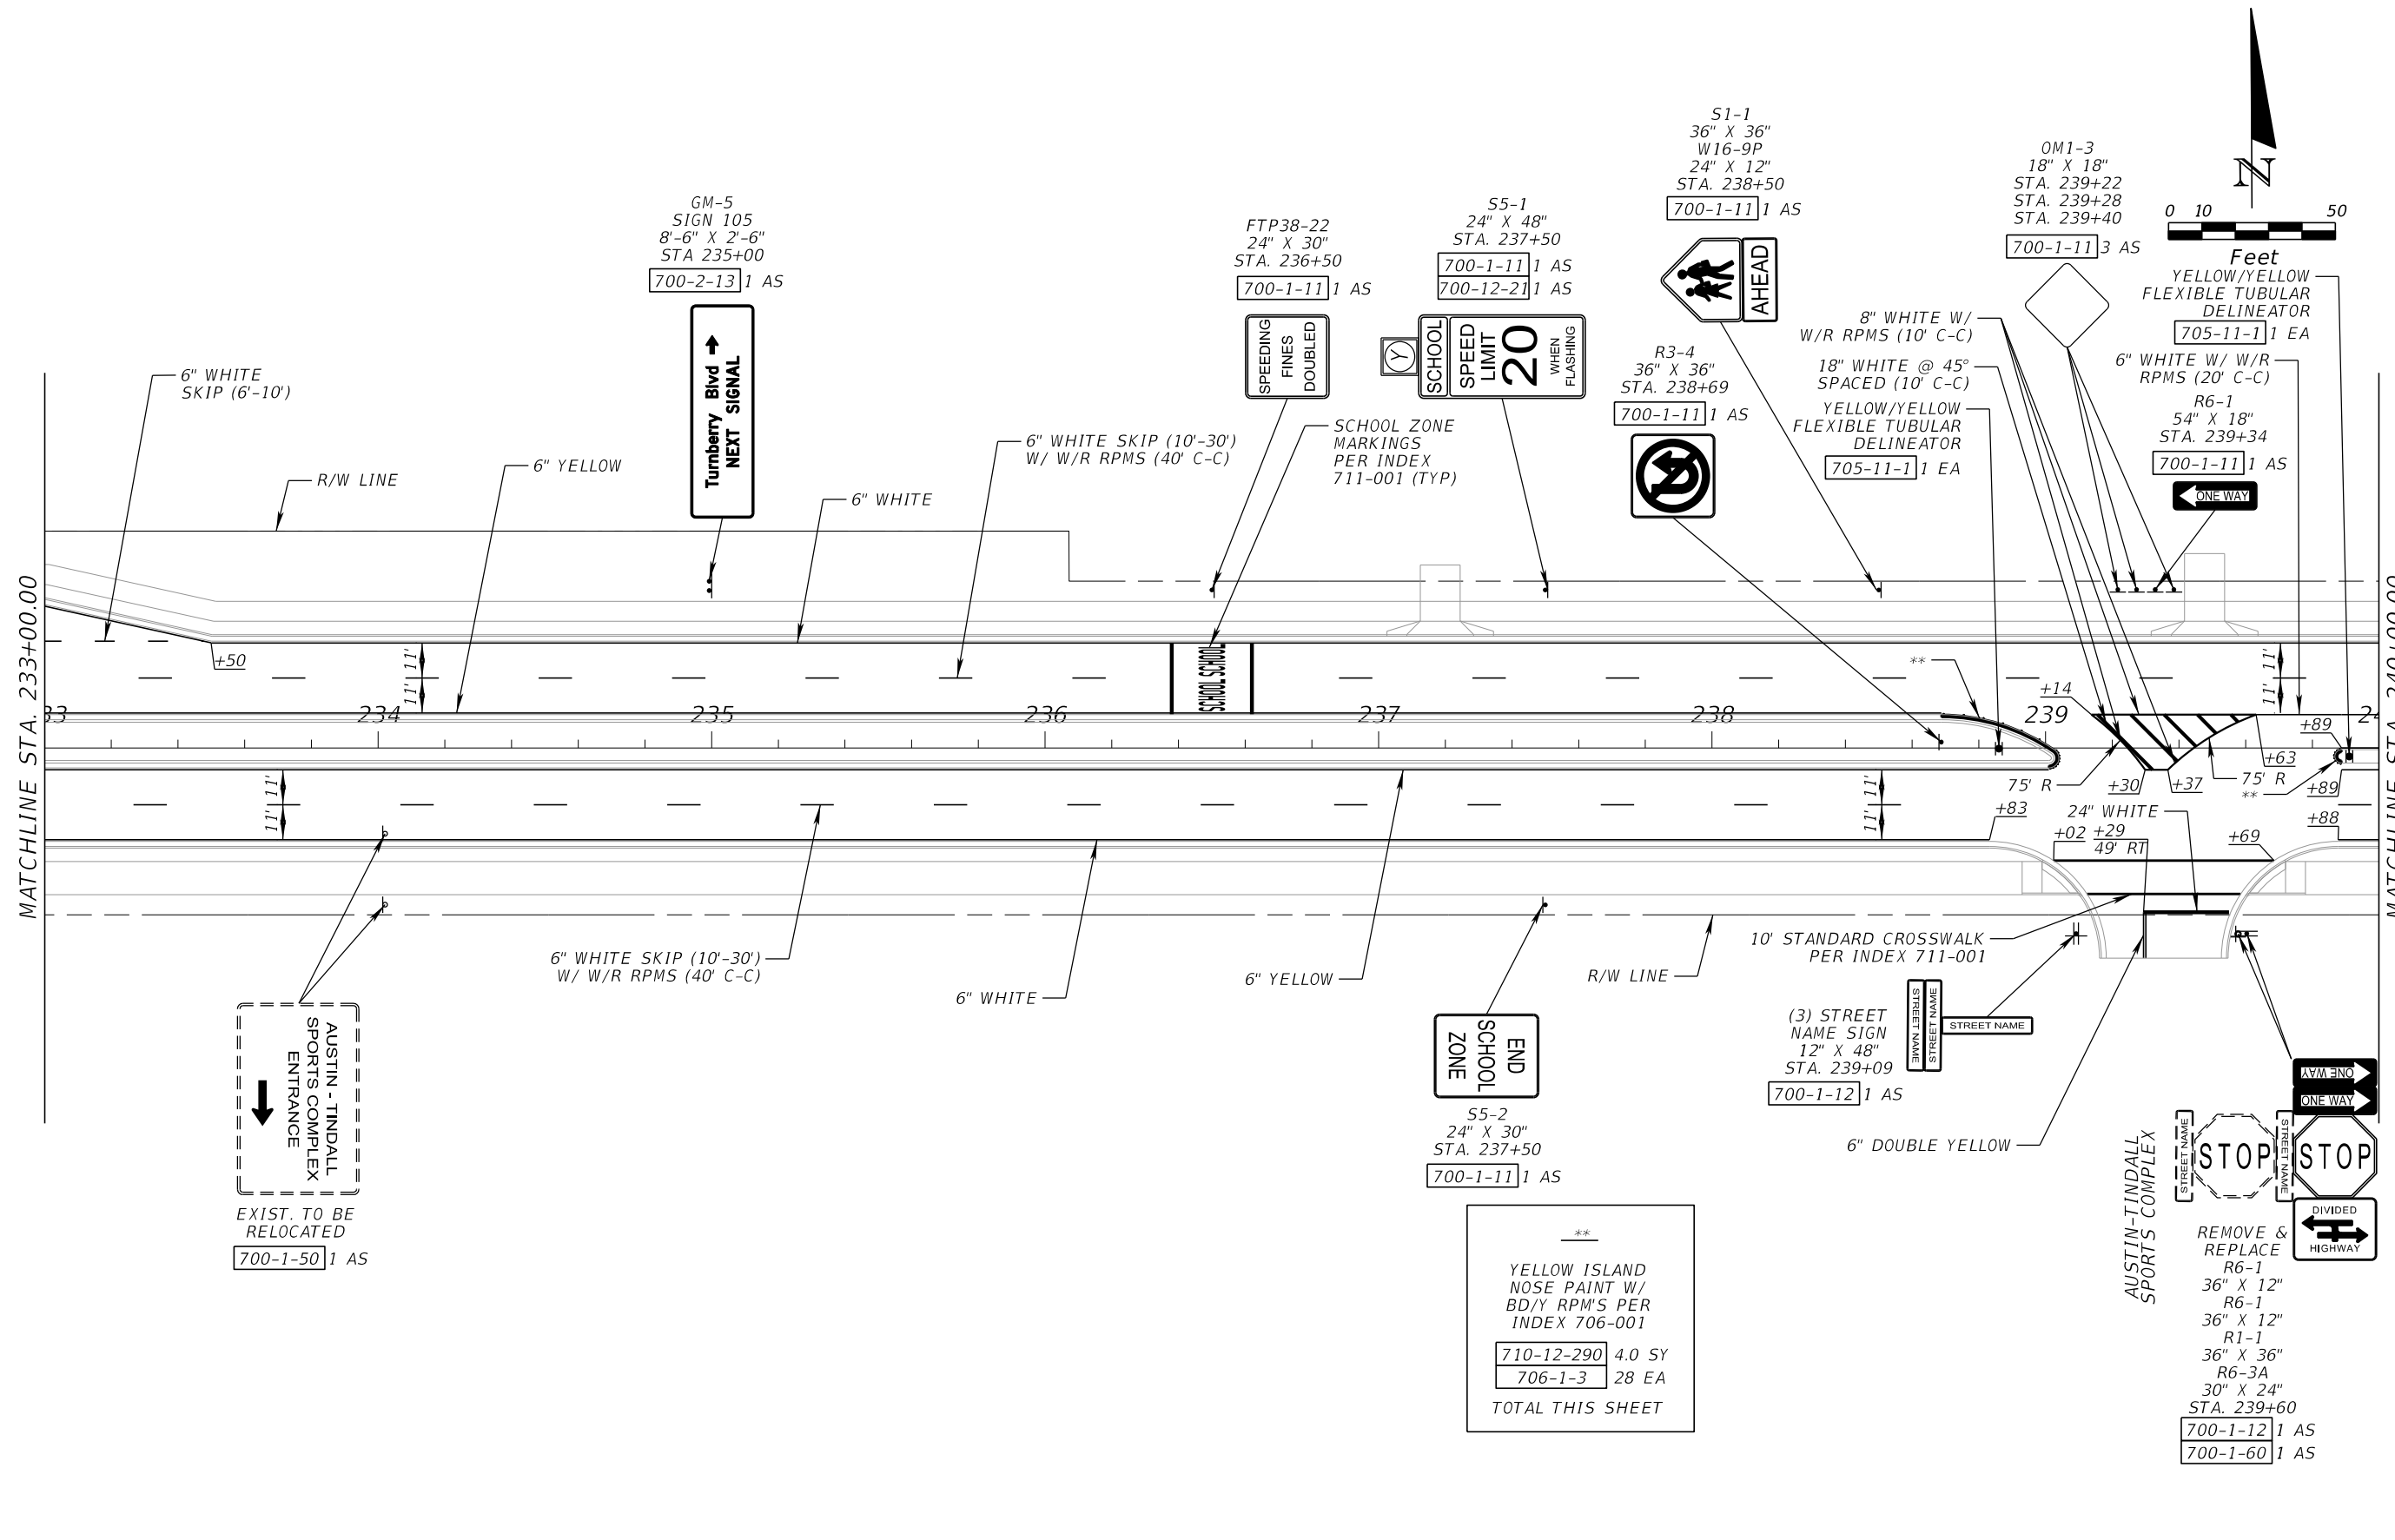 GM-5
SIGN 105
8'-6" X 2'-6"
STA 235+00
700-2-13 1 AS
Turnberry Blvd
NEXT SIGNAL
FTP38-22
24" X 30"
STA. 236+50
700-1-11 1 AS
SPEEDING
FINES
DOUBLED
S5-1
24" X 48"
STA. 237+50
700-1-11 1 AS
700-12-21 1 AS
Y
SCHOOL
SPEED
LIMIT
20
WHEN
FLASHING
S1-1
36" X 36"
W16-9P
24" X 12"
STA. 238+50
700-1-11 1 AS
AHEAD
R3-4
36" X 36"
STA. 238+69
700-1-11 1 AS
OM1-3
18" X 18"
STA. 239+22
STA. 239+28
STA. 239+40
700-1-11 3 AS
N
0 10 50
Feet
YELLOW/YELLOW
FLEXIBLE TUBULAR
DELINEATOR
705-11-1 1 EA
8" WHITE W/
W/R RPMS (10' C-C)
18" WHITE @ 45°
SPACED (10' C-C)
YELLOW/YELLOW
FLEXIBLE TUBULAR
DELINEATOR
705-11-1 1 EA
6" WHITE W/ W/R
RPMS (20' C-C)
R6-1
54" X 18"
STA. 239+34
700-1-11 1 AS
ONE WAY
6" WHITE
SKIP (6'-10')
R/W LINE
6" YELLOW
6" WHITE
6" WHITE SKIP (10'-30')
W/ W/R RPMS (40' C-C)
SCHOOL ZONE
MARKINGS
PER INDEX
711-001 (TYP)
MATCHLINE STA. 233+00.00
MATCHLINE STA. 240+00.00
+50
11' 11'
SCHOOL SCHOOL
**
+14
11' 11'
33 234 235 236 237 238 239 24
+89
+63
75' R
+30
+37
75' R
**
+89
11' 11'
11' 11'
+83
24" WHITE
+88
+02
+29
49' RT
+69
6" WHITE SKIP (10'-30')
W/ W/R RPMS (40' C-C)
6" WHITE
6" YELLOW
R/W LINE
10' STANDARD CROSSWALK
PER INDEX 711-001
AUSTIN - TINDALL
SPORTS COMPLEX
ENTRANCE
EXIST. TO BE
RELOCATED
700-1-50 1 AS
END
SCHOOL
ZONE
S5-2
24" X 30"
STA. 237+50
700-1-11 1 AS
(3) STREET
NAME SIGN
12" X 48"
STA. 239+09
700-1-12 1 AS
STREET NAME
STREET NAME
STREET NAME
6" DOUBLE YELLOW
AUSTIN-TINDALL
SPORTS COMPLEX
ONE WAY
ONE WAY
STREET NAME
STOP
STREET NAME
STOP
DIVIDED
HIGHWAY
REMOVE &
REPLACE
R6-1
36" X 12"
R6-1
36" X 12"
R1-1
36" X 36"
R6-3A
30" X 24"
STA. 239+60
700-1-12 1 AS
700-1-60 1 AS
**
YELLOW ISLAND
NOSE PAINT W/
BD/Y RPM'S PER
INDEX 706-001
710-12-290 4.0 SY
706-1-3 28 EA
TOTAL THIS SHEET